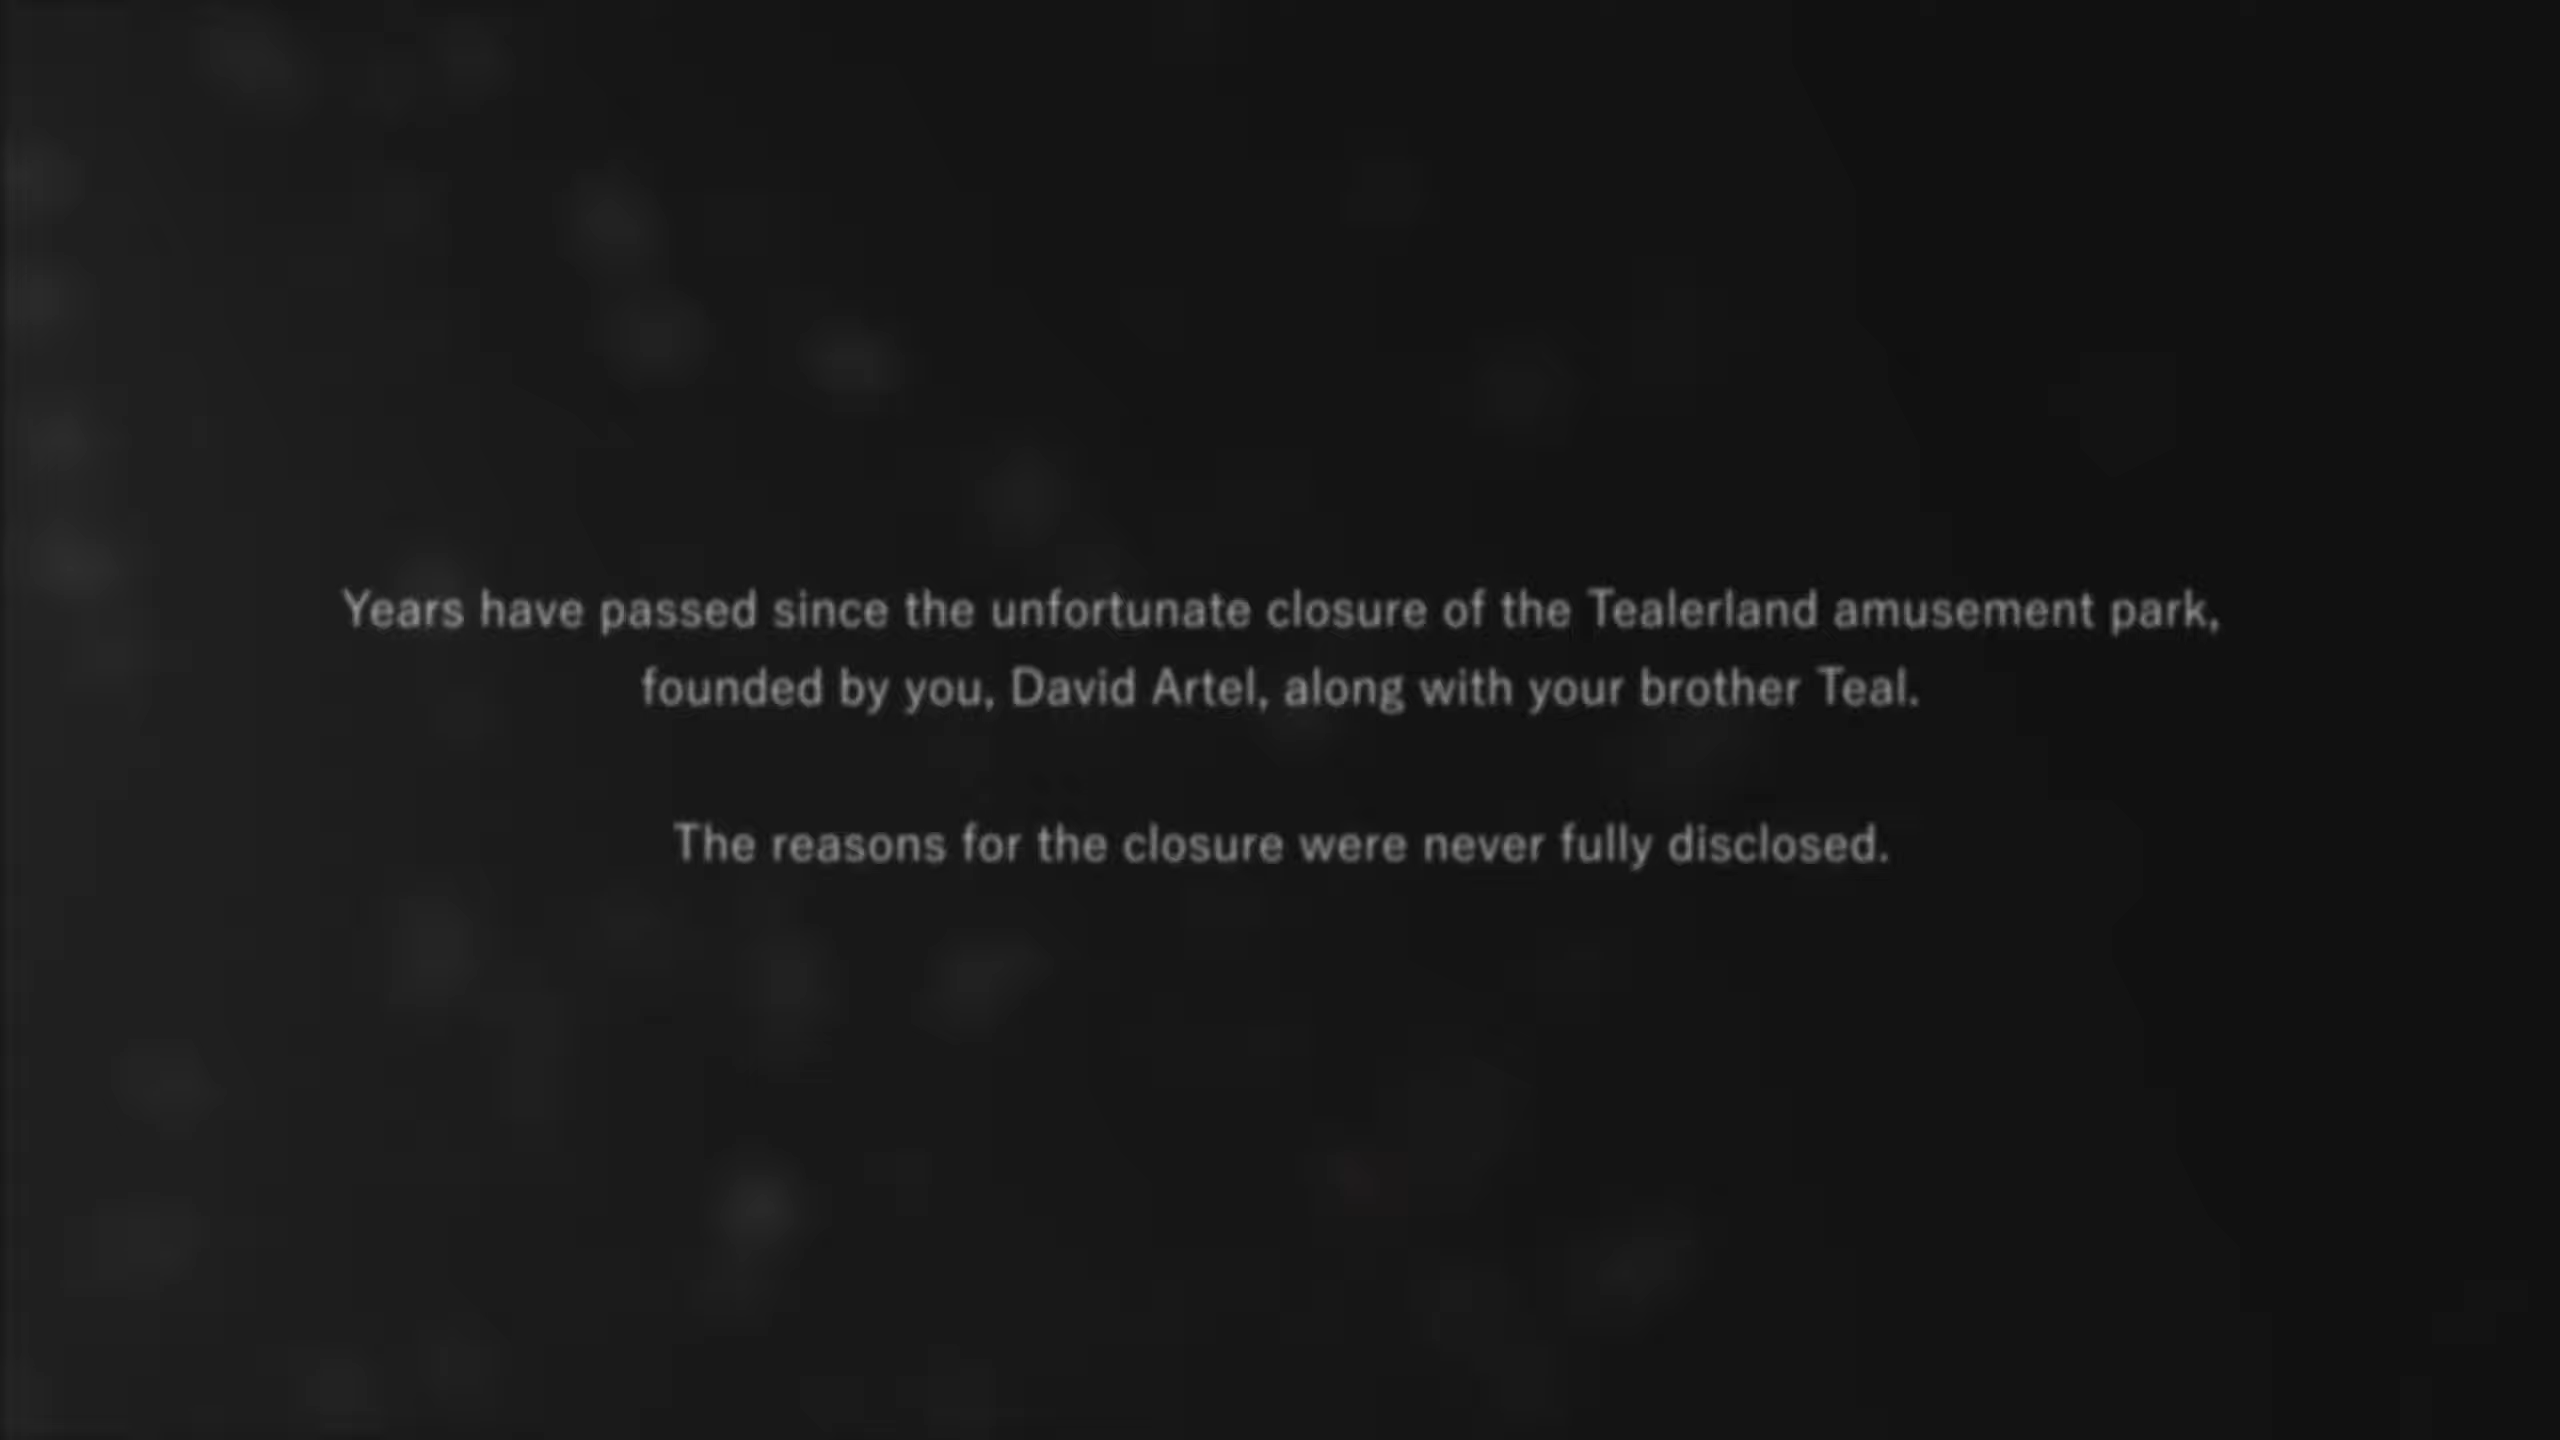 Years have passed since the unfortunate closure of the Tealerland amusement park,
founded by you, David Artel, along with your brother Teal.
The reasons for the closure were never fully disclosed.